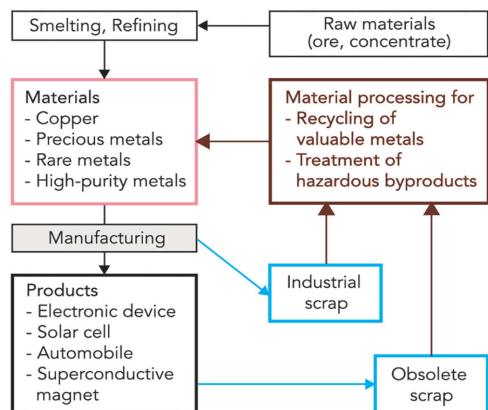 Smelting, Refining
Raw materials
(ore, concentrate)
Materials
- Copper
- Precious metals
- Rare metals
- High-purity metals
Material processing for
- Recycling of
valuable metals
- Treatment of
hazardous byproducts
Manufacturing
Industrial
scrap
Products
- Electronic device
- Solar cell
- Automobile
- Superconductive
magnet
Obsolete
scrap